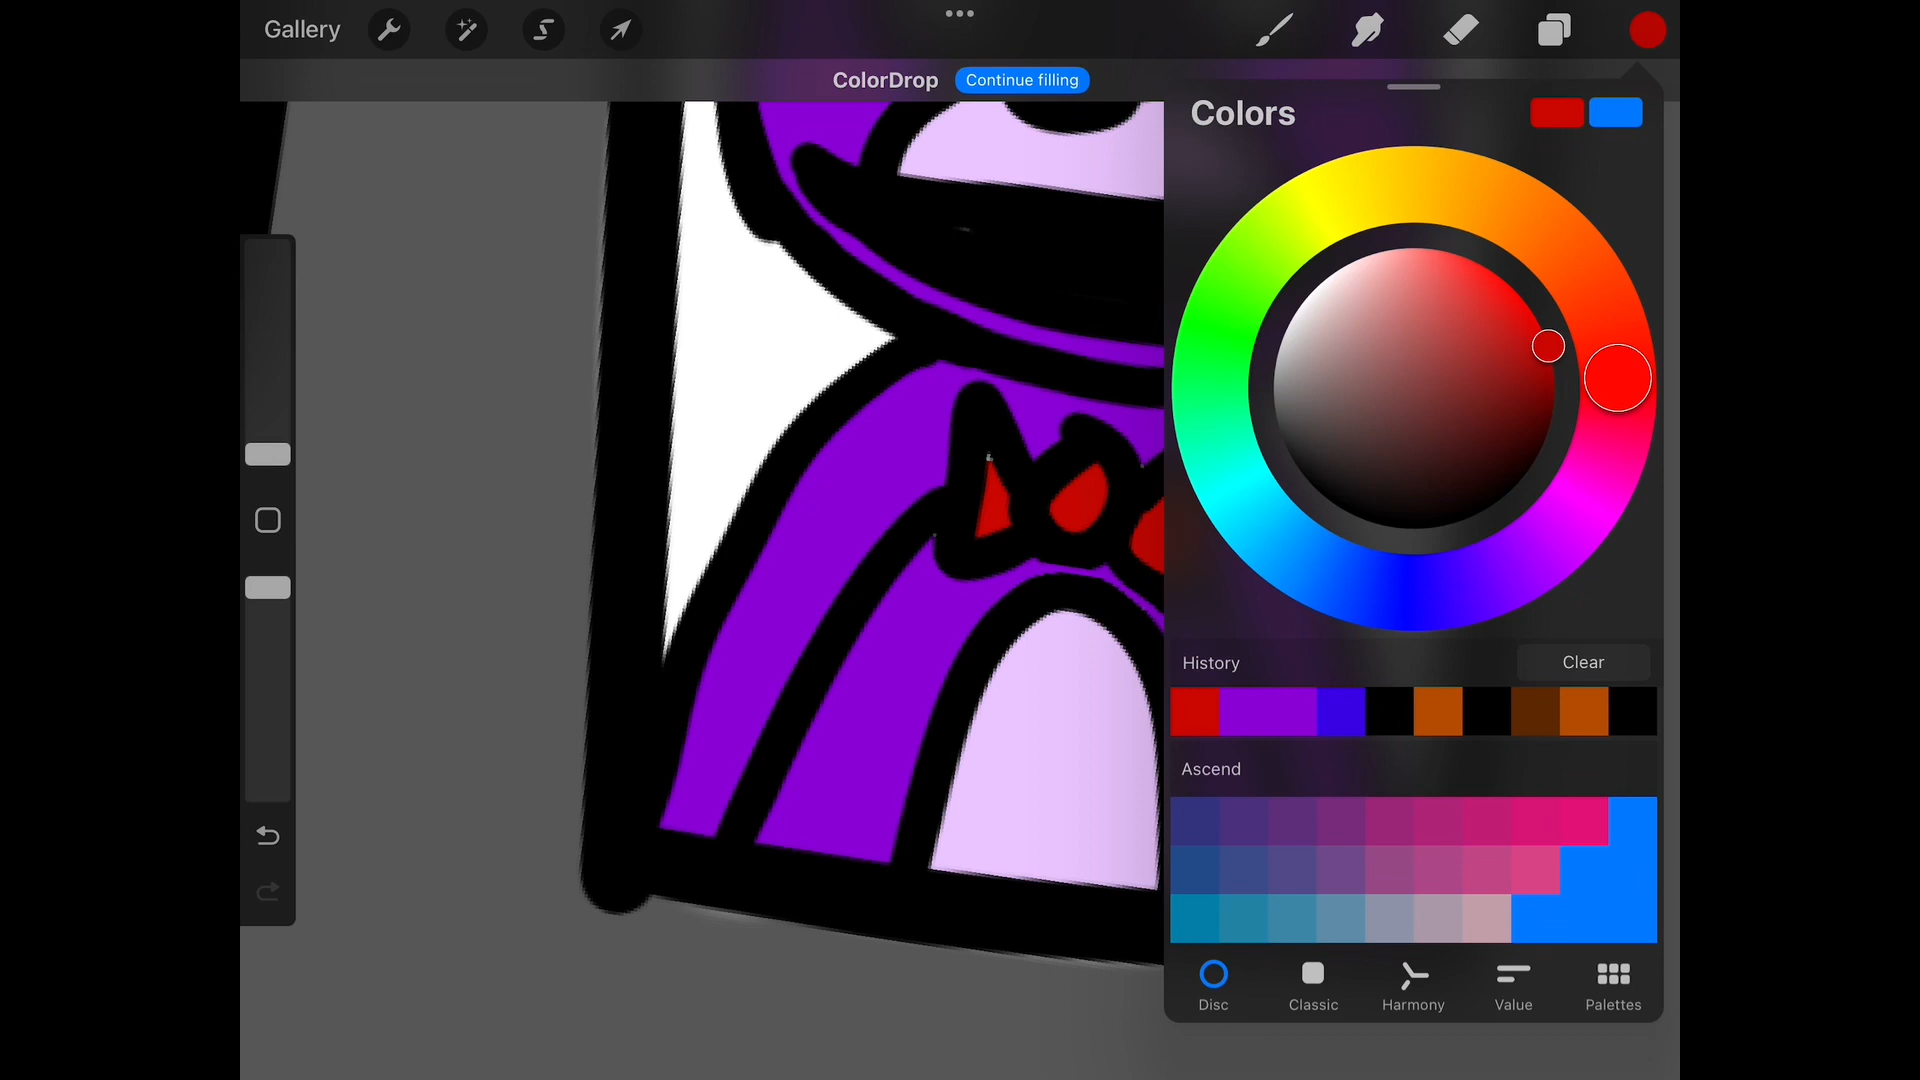 Gallery
ColorDrop Continue filling
Colors
History Clear
Ascend
Disc Classic Harmony Value Palettes